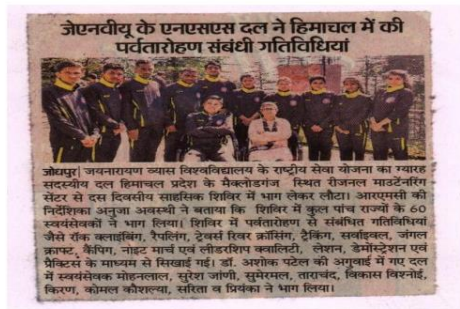 जेएनवीयू के एनएसएस दल ने हिमाचल में की
पर्वतारोहण संबंधी गतिविधियां
जोधपुर| जयनारायण व्यास विश्वविद्यालय के राष्ट्रीय सेवा योजना का ग्यारह
सदस्यीय दल हिमाचल प्रदेश के मैक्लोडगंज स्थित रीजनल माउटनेरिंग
सेंटर से दस दिवसीय साहसिक शिविर में भाग लेकर लौटा। आरएमसी की
निर्देशिका अनुजा अवस्थी ने बताया कि शिविर में कुल पांच राज्यों के 60
स्वयंसेवकों ने भाग लिया। शिविर में पर्वतारोहण से संबंधित गतिविधियां
जैसे रॉक क्लाइबिंग, रैपलिंग, ट्रेवर्स रिवर क्रॉसिंग, ट्रैकिंग, सर्वाइवल, जंगल
क्राफ्ट, कैंपिंग, नाइट मार्च एवं लीडरशिप क्वालिटी, लेशन, डेमोंस्ट्रेशन एवं
प्रैक्टिस के माध्यम से सिखाई गई। डॉ. अशोक पटेल की अगुवाई में गए दल
में स्वयंसेवक मोहनलाल, सुरेश जांणी, सुमेरमल, ताराचंद, विकास विश्नोई,
किरण, कोमल कौशल्या, सरिता व प्रियंका ने भाग लिया।